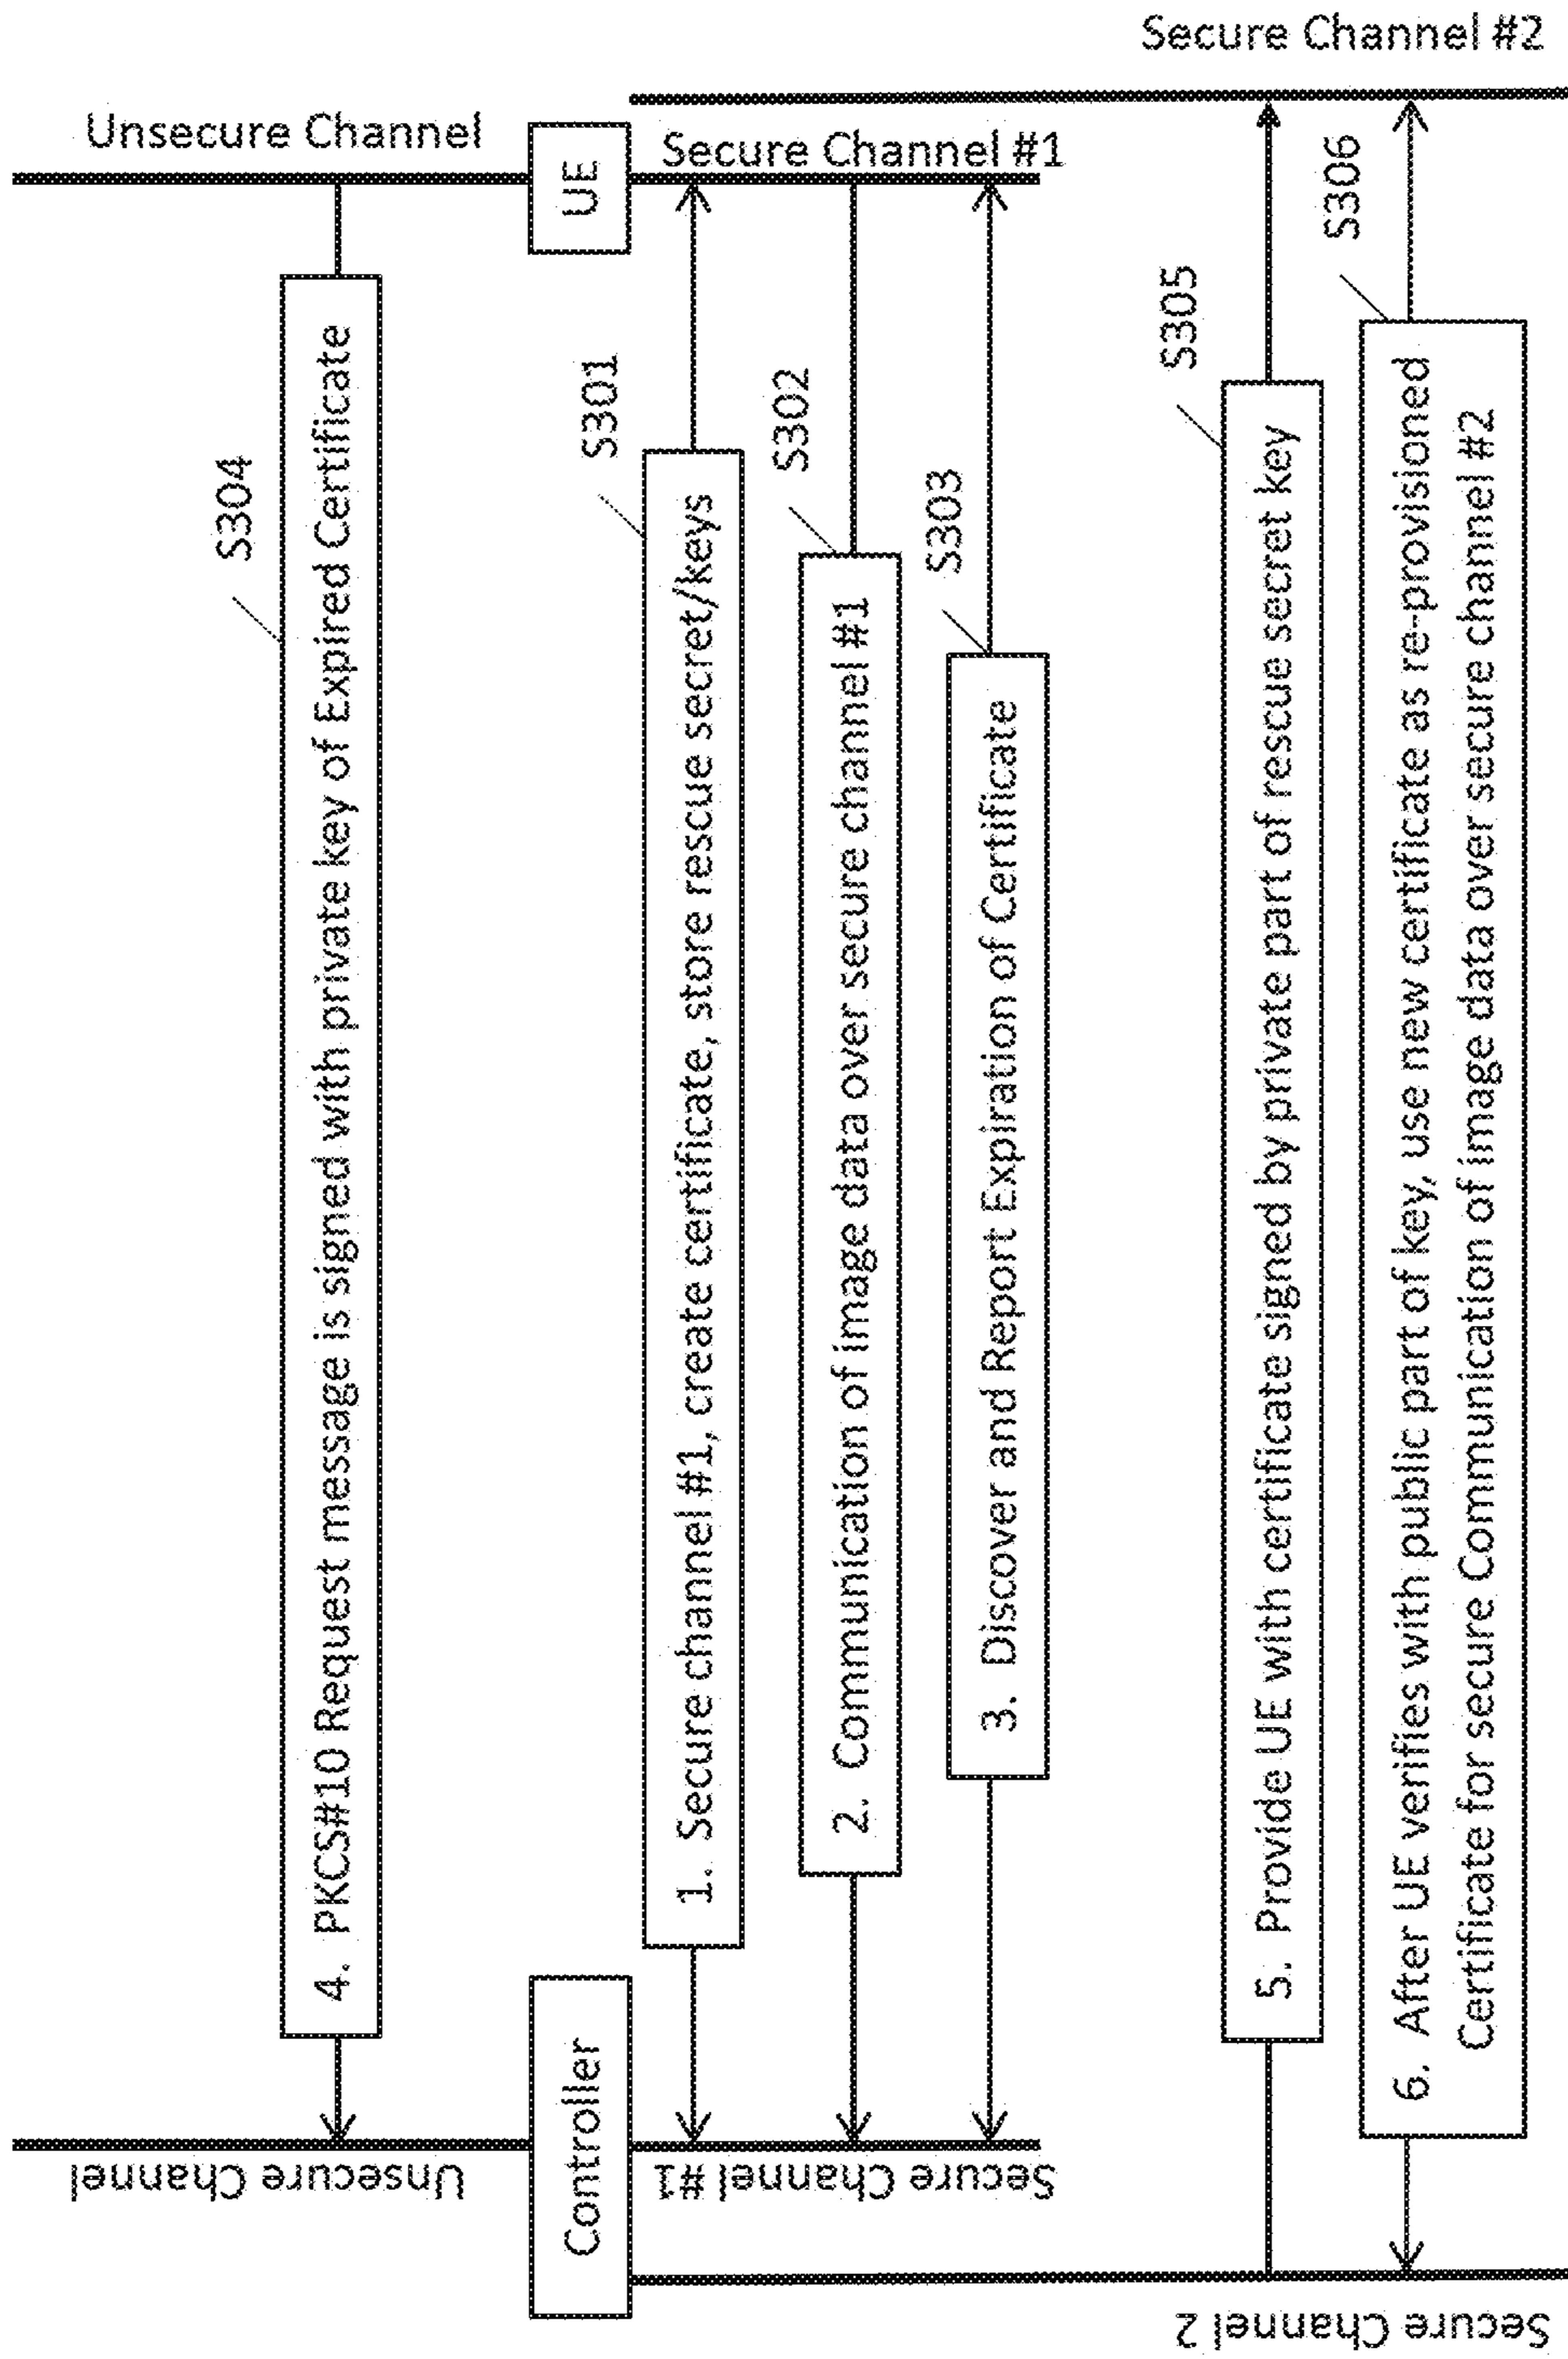 Unsecure Channel
S304
4. PKCS#10 Request message is signed with private key of Expired Certificate
Unsecure Channel
Controller
UE
Secure Channel #1
Secure Channel #1
S301
1. Secure channel #1, create certificate, store rescue secret/keys
S302
2. Communication of image data over secure channel #1
S303
3. Discover and Report Expiration of Certificate
Secure Channel 2
Secure Channel #2
S305
5. Provide UE with certificate signed by private part of rescue secret key
S306
6. After UE verifies with public part of key, use new certificate as re-provisioned
Certificate for secure Communication of image data over secure channel #2